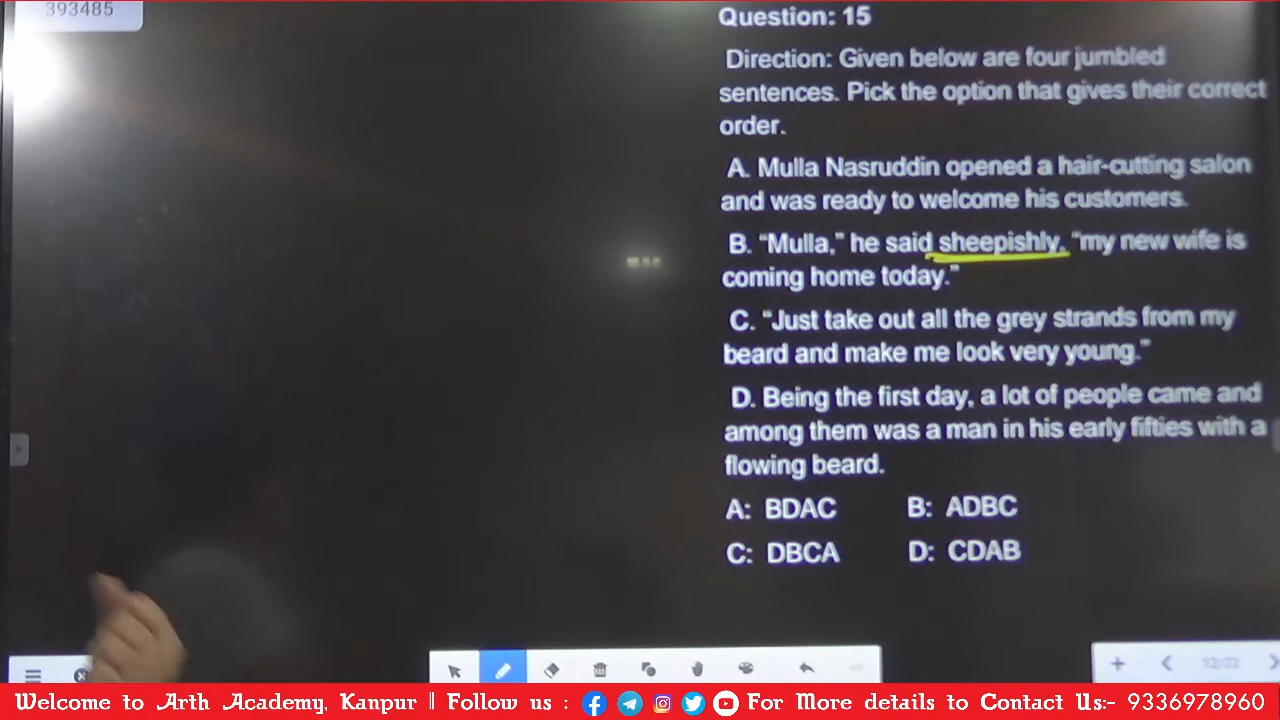 393485
Question: 15
Direction: Given below are four jumbled
sentences. Pick the option that gives their correct
order.
A. Mulla Nasruddin opened a hair-cutting salon
and was ready to welcome his customers.
B. “Mulla,” he said sheepishly. “my new wife is
coming home today.”
C. “Just take out all the grey strands from my
beard and make me look very young.”
D. Being the first day, a lot of people came and
among them was a man in his early fifties with a
flowing beard.
A: BDAC B: ADBC
C: DBCA D: CDAB
12/22
Welcome to Arth Academy, Kanpur || Follow us : For More details to Contact Us:- 9336978960